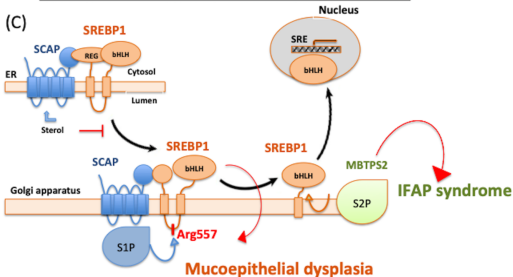 (C)
Nucleus
SREBP1
SCAP
SRE
REG
bHLH
bHLH
ER
Cytosol
Lumen
Sterol
SREBP1
SCAP
bHLH
SREBP1
bHLH
MBTPS2
IFAP syndrome
Golgi apparatus
S2P
S1P
Arg557
Mucoepithelial dysplasia